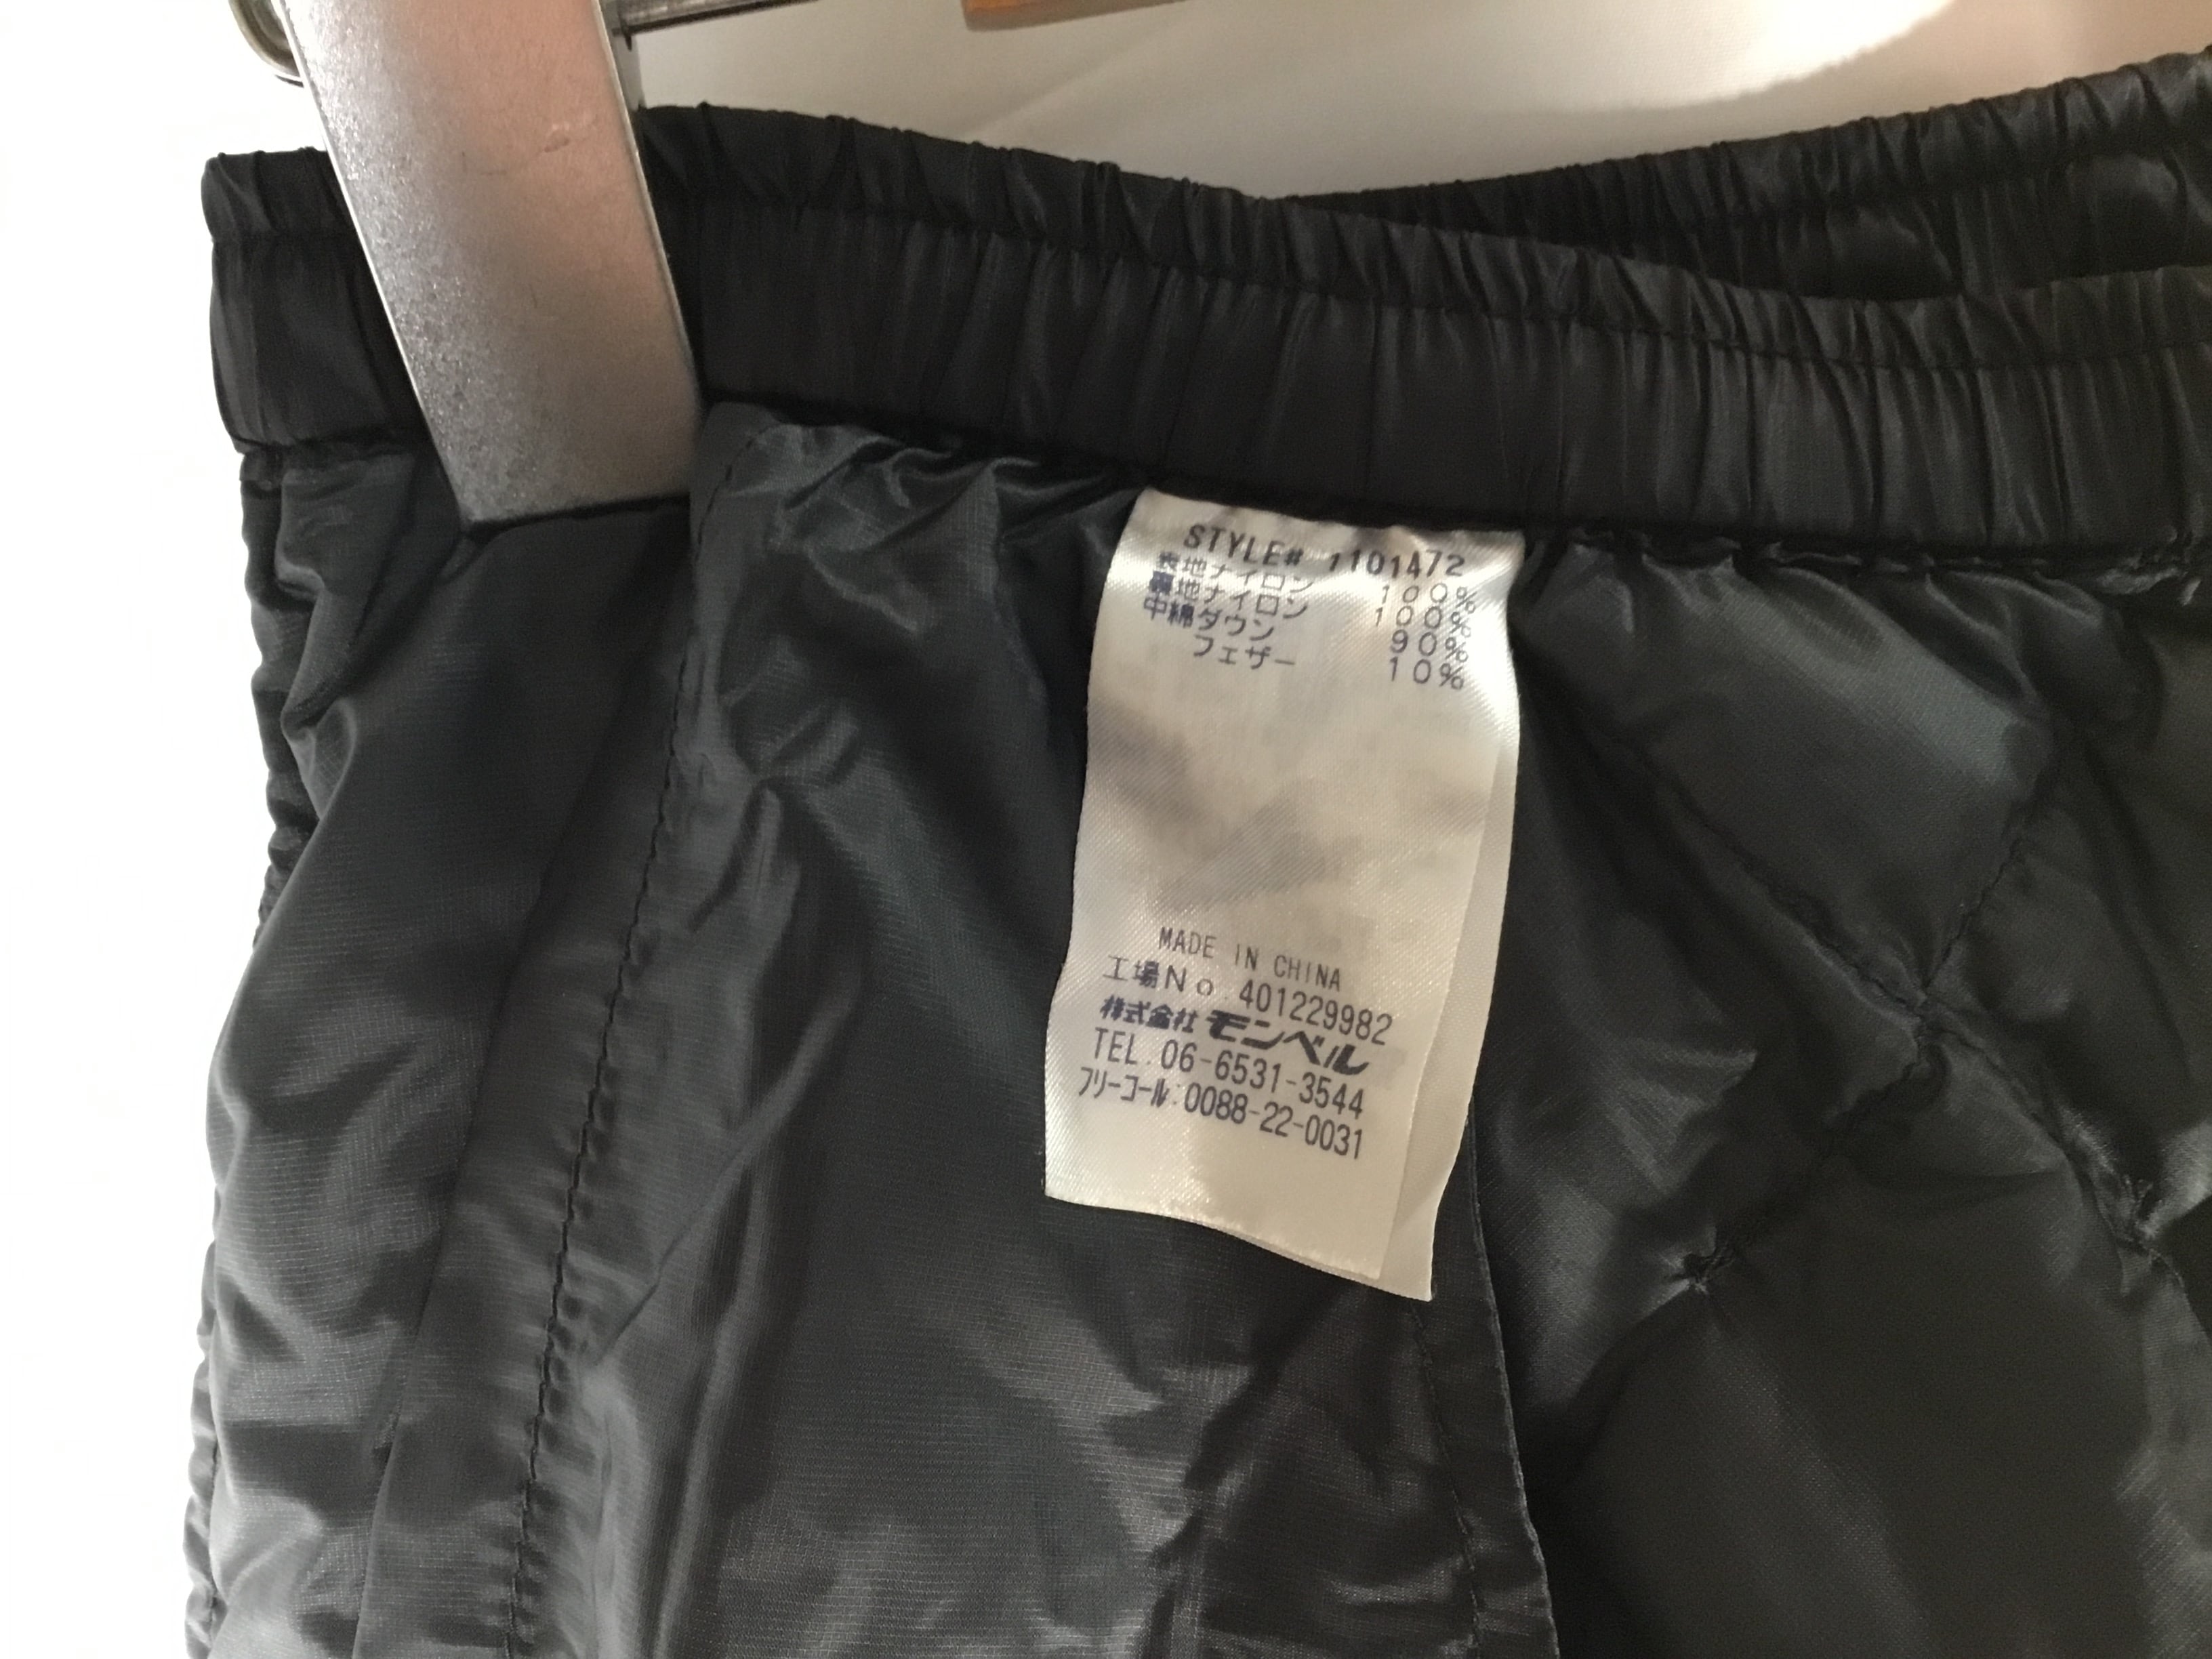 STYLE# 1101472
表地ナイロン 100%
裏地ナイロン 100%
中綿ダウン 90%
フェザー 10%
MADE IN CHINA
工場No. 401229982
株式会社モンベル
TEL.06-6531-3544
フリーコール:0088-22-0031